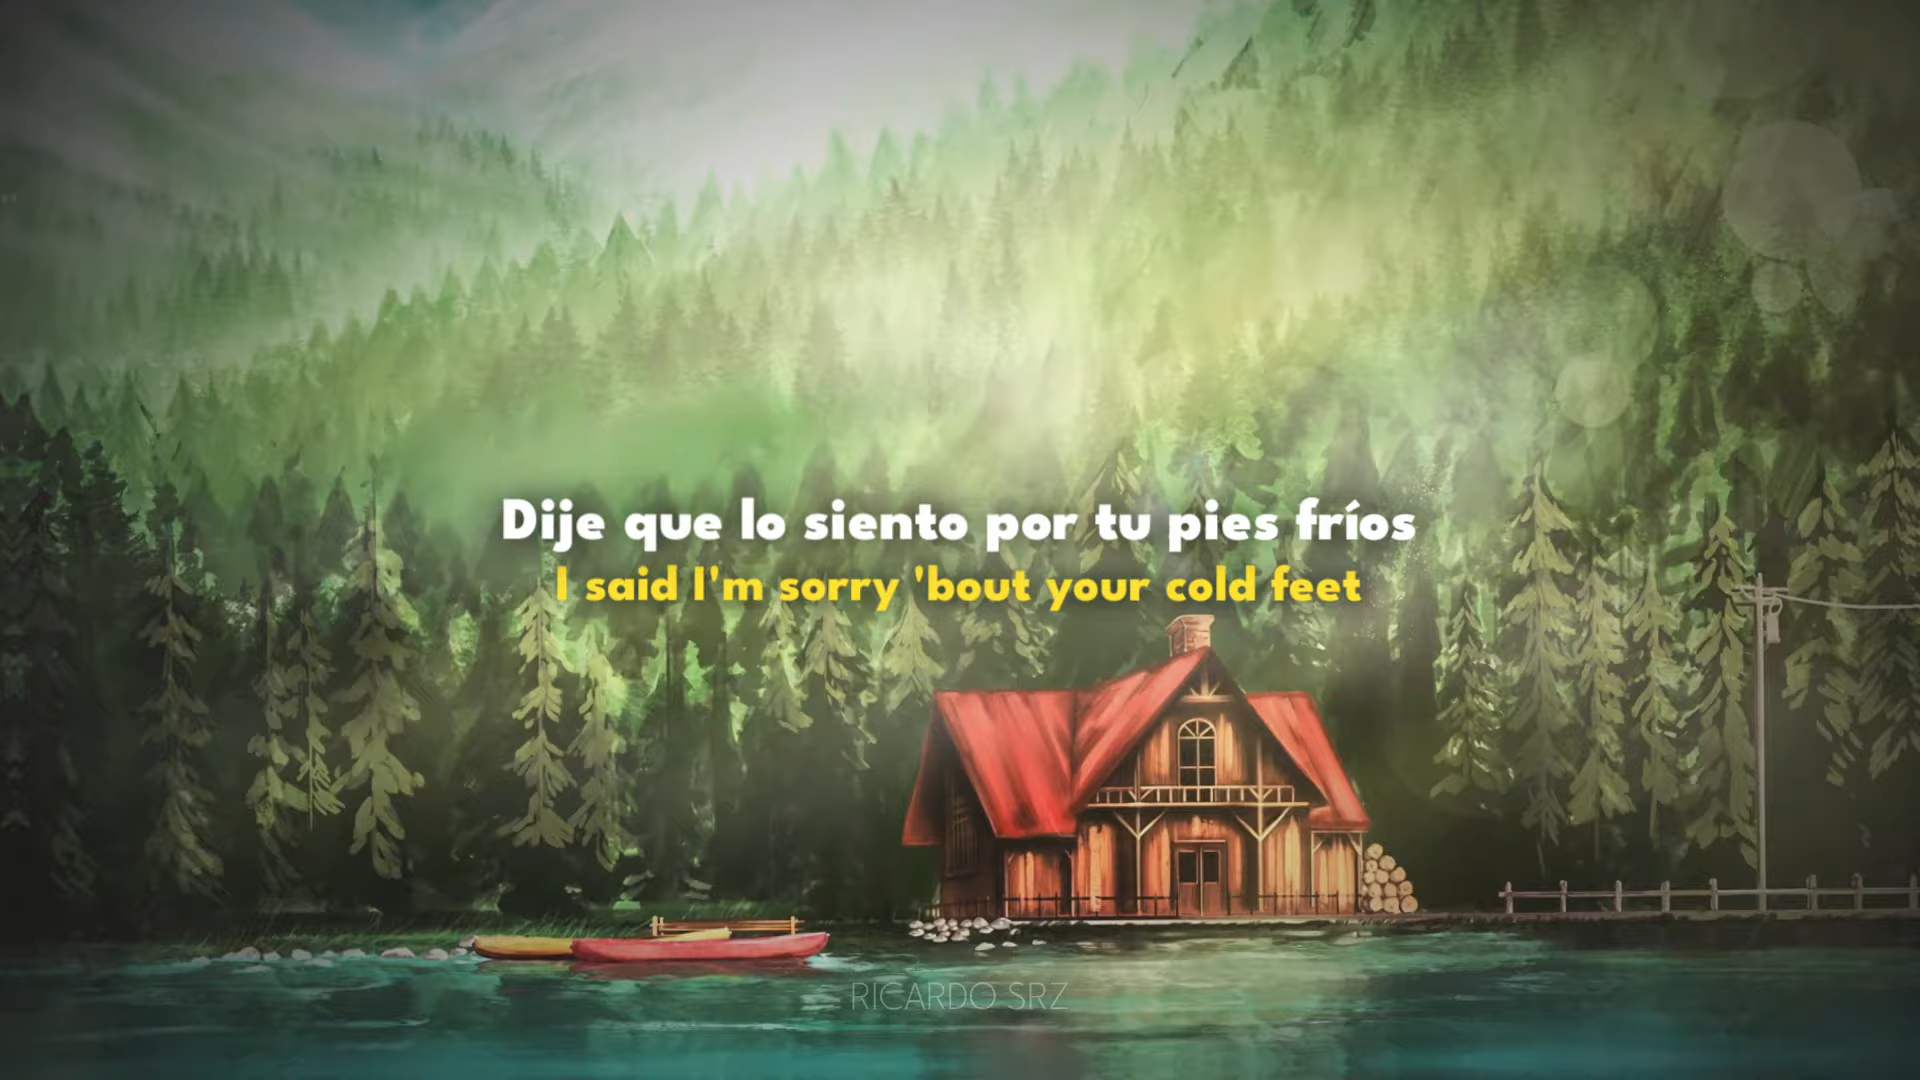 Dije que lo siento por tu pies fríos
I said I'm sorry 'bout your cold feet
RICARDO SRZ